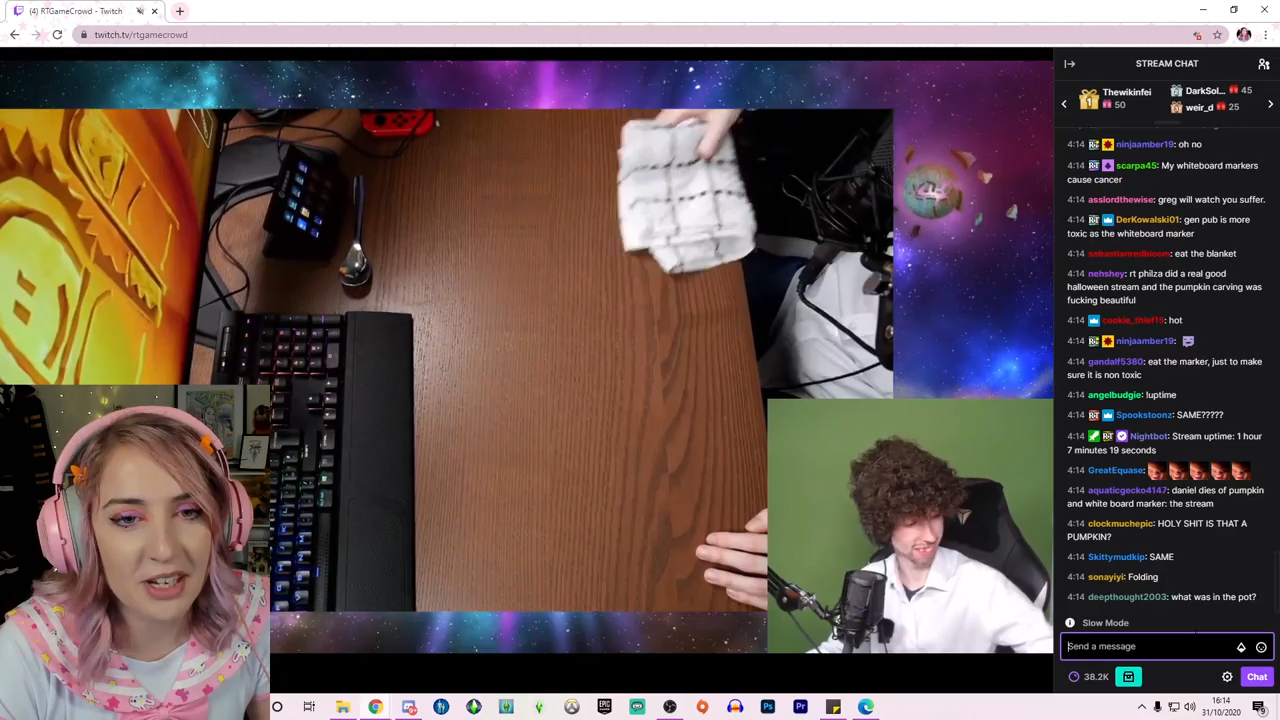 (4) RTGameCrowd - Twitch
twitch.tv/rtgamecrowd
STREAM CHAT
Thewikinfei
50
DarkSol... 45
weir_d 25
4:14 ninjaamber19: oh no
4:14 scarpa45: My whiteboard markers
cause cancer
4:14 asslordthewise: greg will watch you suffer.
4:14 DerKowalski01: gen pub is more
toxic as the whiteboard marker
4:14 sebastianredbloom: eat the blanket
4:14 nehshey: rt philza did a real good
halloween stream and the pumpkin carving was
fucking beautiful
4:14 cookie_thief15: hot
4:14 ninjaamber19:
4:14 gandalf5380: eat the marker, just to make
sure it is non toxic
4:14 angelbudgie: !uptime
4:14 Spookstoonz: SAME?????
4:14 Nightbot: Stream uptime: 1 hour
7 minutes 19 seconds
4:14 GreatEquase:
4:14 aquaticgecko4147: daniel dies of pumpkin
and white board marker: the stream
4:14 clockmuchepic: HOLY SHIT IS THAT A
PUMPKIN?
4:14 Skittymudkip: SAME
4:14 sonayiyi: Folding
4:14 deepthought2003: what was in the pot?
Slow Mode
Send a message
38.2K
Chat
EPIC
Ps
Pr
16:14
31/10/2020